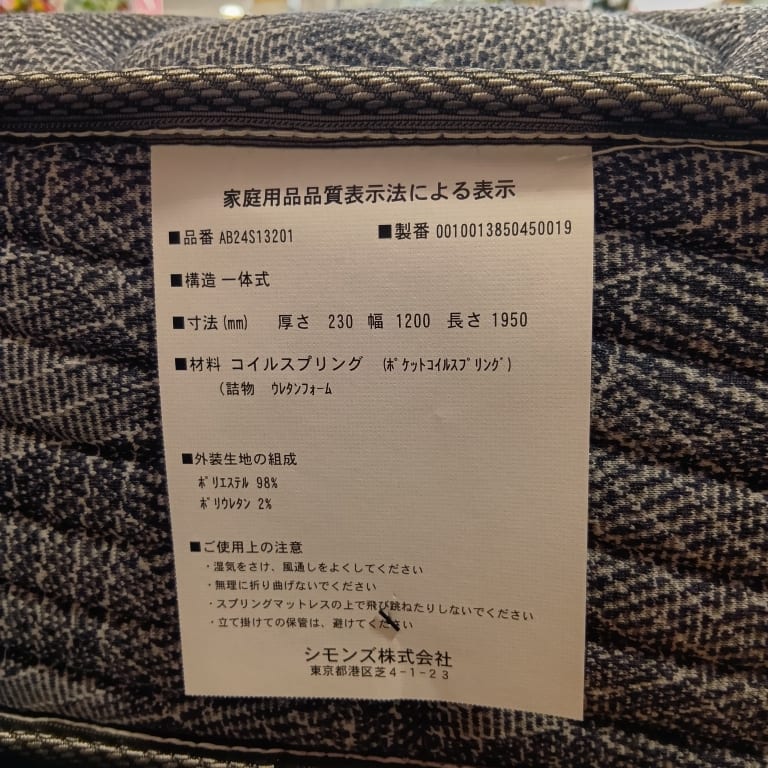 家庭用品品質表示法による表示
■品番 AB24S13201 ■製番 0010013850450019
■構造 一体式
■寸法(mm) 厚さ 230 幅 1200 長さ 1950
■材料 コイルスプリング (ﾎﾟｹｯﾄｺｲﾙｽﾌﾟﾘﾝｸﾞ)
(詰物 ｳﾚﾀﾝﾌｫｰﾑ
■外装生地の組成
ﾎﾟﾘｴｽﾃﾙ 98%
ﾎﾟﾘｳﾚﾀﾝ 2%
■ご使用上の注意
・湿気をさけ、風通しをよくしてください
・無理に折り曲げないでください
・スプリングマットレスの上で飛び跳ねたりしないでください
・立て掛けての保管は、避けてください
シモンズ株式会社
東京都港区芝4-1-23